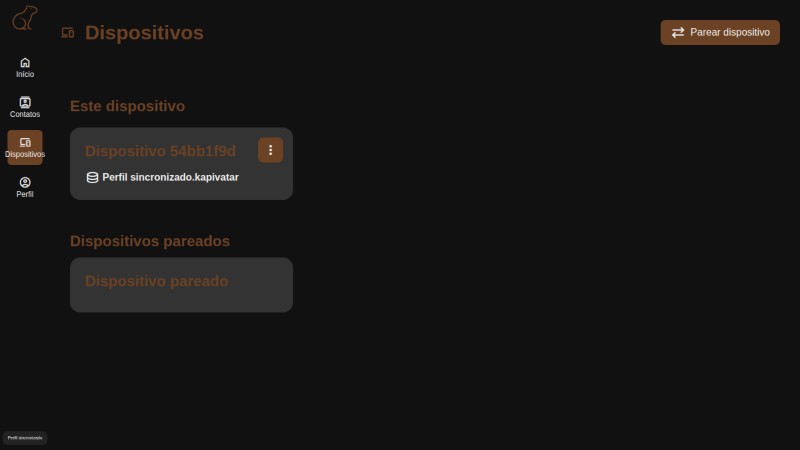 Dispositivos
Parear dispositivo
Início
Contatos
Dispositivos
Perfil
Este dispositivo
Dispositivo 54bb1f9d
Perfil sincronizado.kapivatar
Dispositivos pareados
Dispositivo pareado
Perfil sincronizado